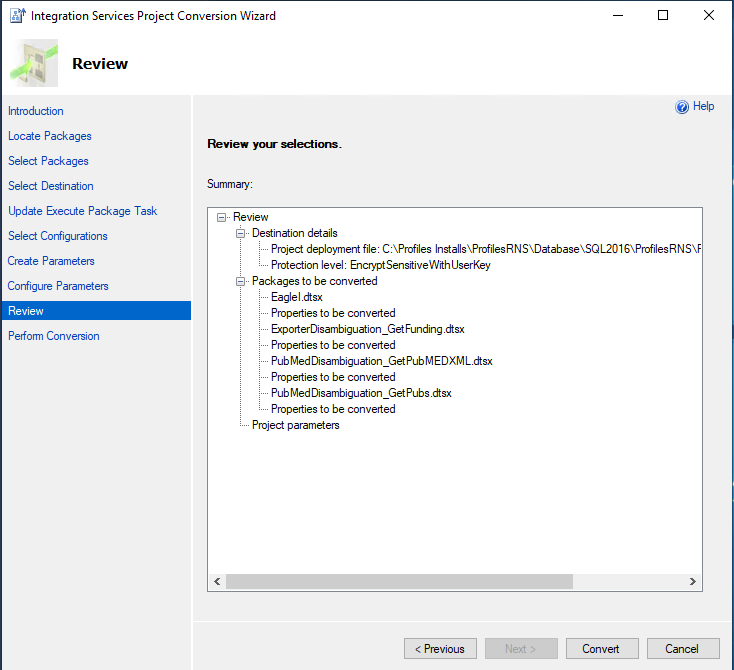 Integration Services Project Conversion Wizard
Review
Help
Introduction
Locate Packages
Select Packages
Select Destination
Update Execute Package Task
Select Configurations
Create Parameters
Configure Parameters
Review
Perform Conversion
Review your selections.
Summary:
Review
Destination details
Project deployment file: C:\Profiles Installs\ProfilesRNS\Database\SQL2016\ProfilesRNS\
Protection level: EncryptSensitiveWithUserKey
Packages to be converted
EagleI.dtsx
Properties to be converted
ExporterDisambiguation_GetFunding.dtsx
Properties to be converted
PubMedDisambiguation_GetPubMEDXML.dtsx
Properties to be converted
PubMedDisambiguation_GetPubs.dtsx
Properties to be converted
Project parameters
< Previous
Next >
Convert
Cancel